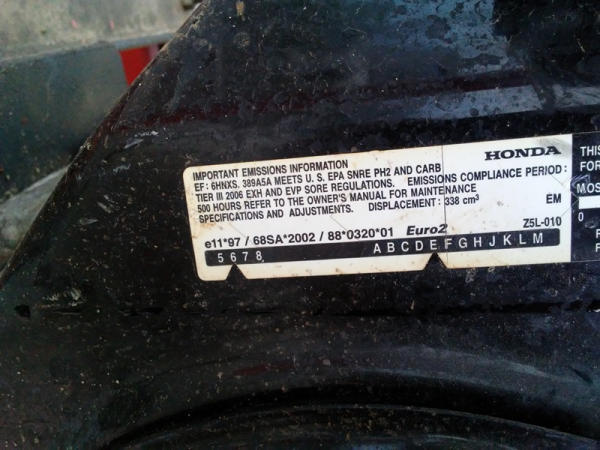 IMPORTANT EMISSIONS INFORMATION
HONDA
EF: 6HNXS. 389A5A MEETS U. S. EPA SNRE PH2 AND CARB
TIER III 2006 EXH AND EVP SORE REGULATIONS. EMISSIONS COMPLIANCE PERIOD:
500 HOURS REFER TO THE OWNER'S MANUAL FOR MAINTENANCE
SPECIFICATIONS AND ADJUSTMENTS. DISPLACEMENT: 338 cm³
EM
e11*97 / 68SA*2002 / 88*0320*01 Euro2
Z5L-010
5 6 7 8 A B C D E F G H J K L M
THIS
FOR
MOS
0